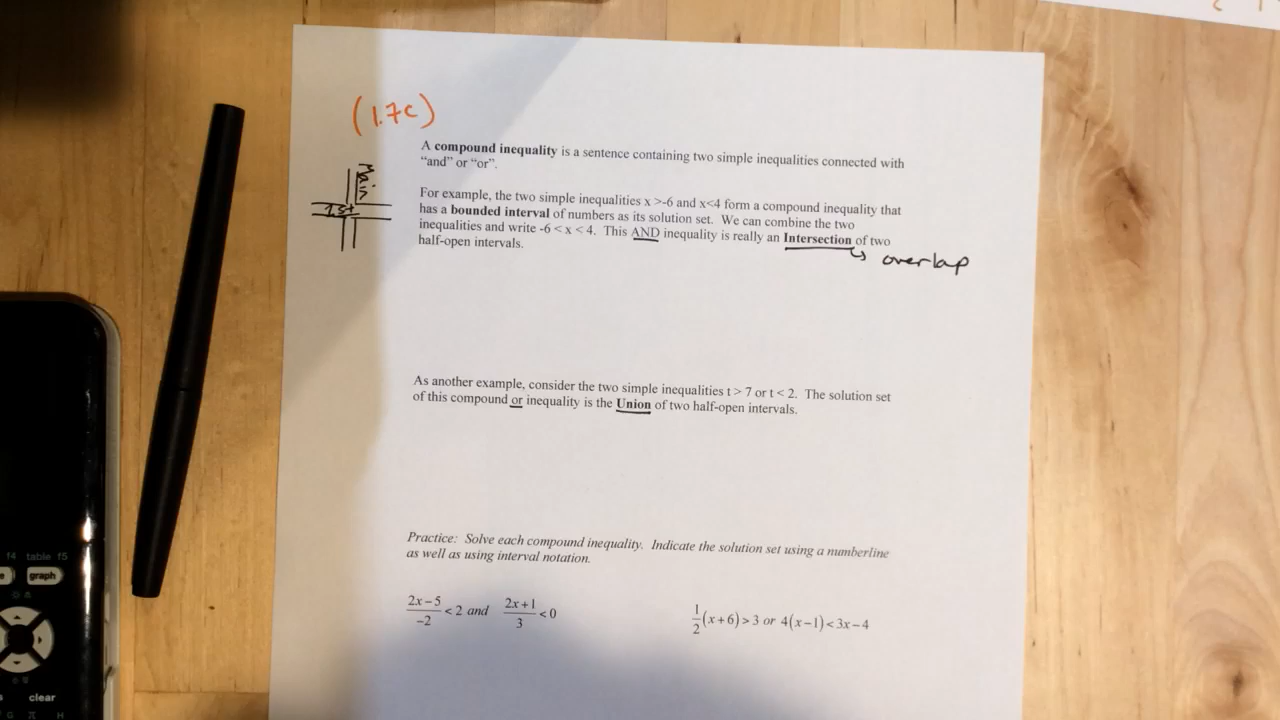 (1.7c)
A compound inequality is a sentence containing two simple inequalities connected with
“and” or “or”.
Main
1st
For example, the two simple inequalities x >-6 and x<4 form a compound inequality that
has a bounded interval of numbers as its solution set. We can combine the two
inequalities and write -6 < x < 4. This AND inequality is really an Intersection of two
half-open intervals.
↳ overlap
As another example, consider the two simple inequalities t > 7 or t < 2. The solution set
of this compound or inequality is the Union of two half-open intervals.
Practice: Solve each compound inequality. Indicate the solution set using a numberline
as well as using interval notation.
(2x-5)/-2 < 2 and (2x+1)/3 < 0
1/2(x+6) > 3 or 4(x-1) < 3x-4
f4 table f5
graph
clear
G π H